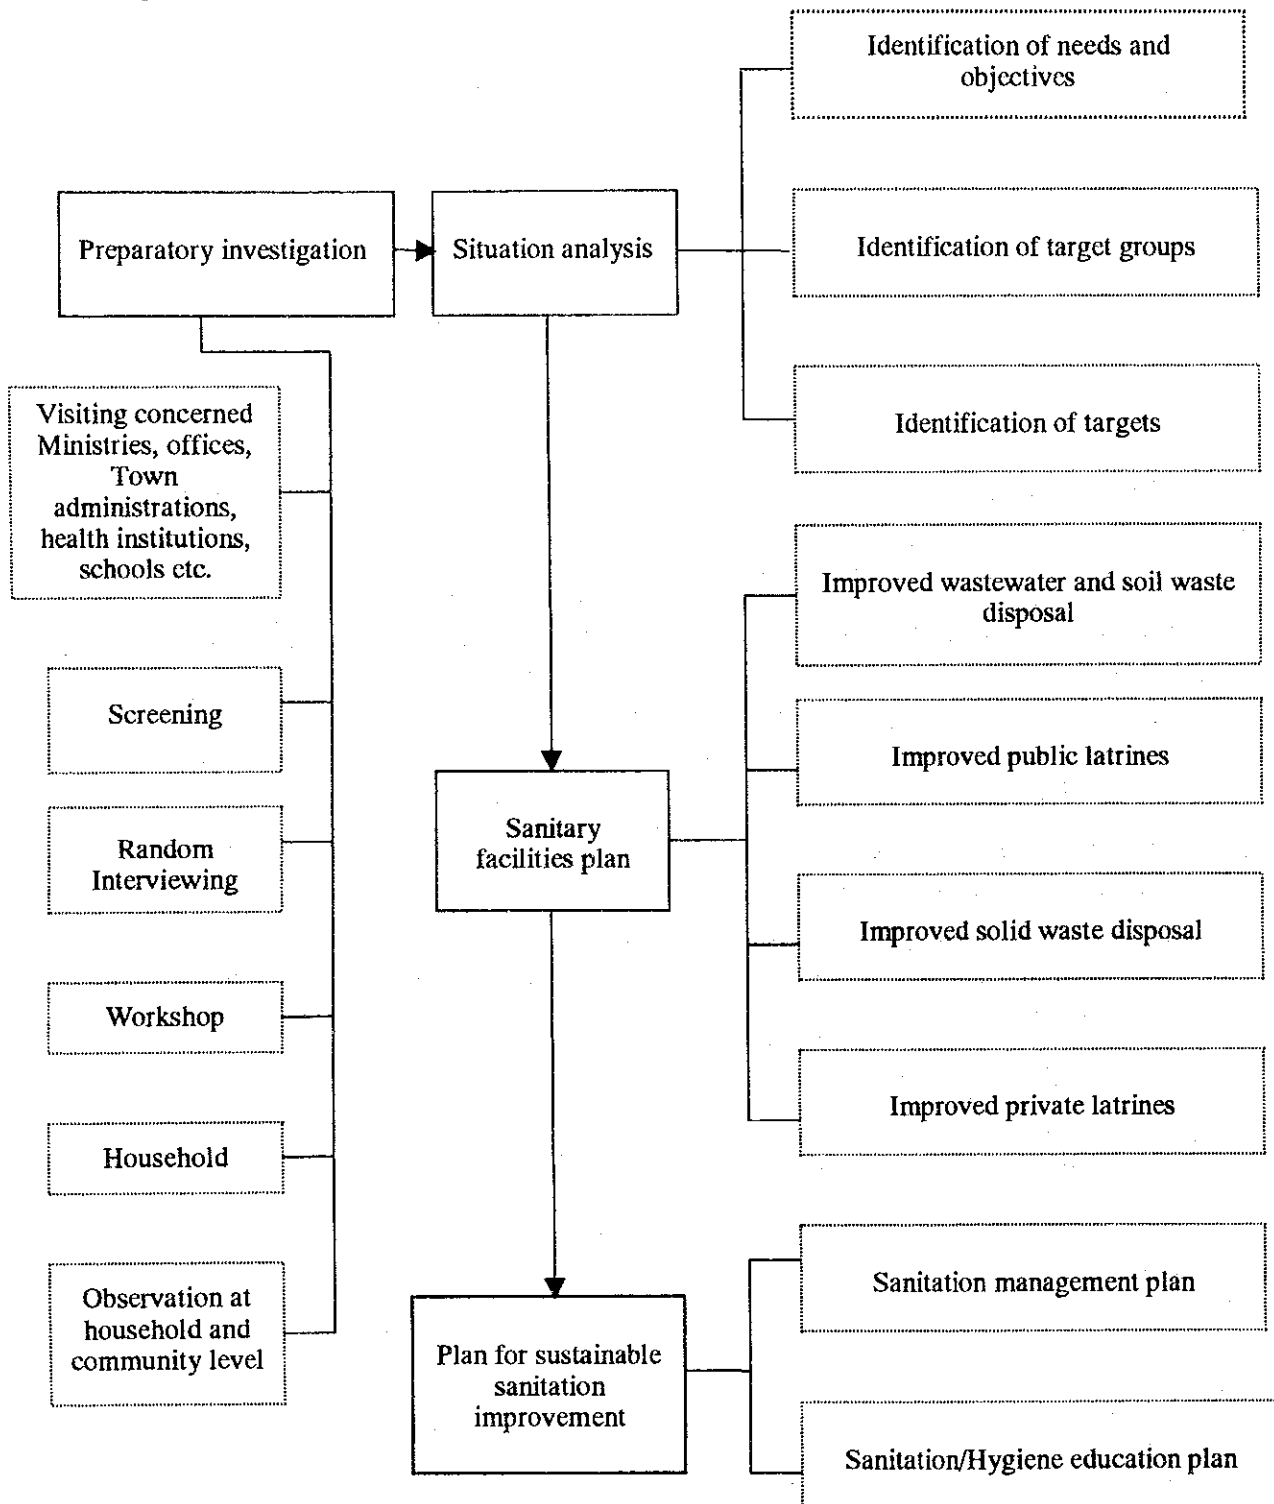 Identification of needs and
objectives
Preparatory investigation
Situation analysis
Identification of target groups
Identification of targets
Visiting concerned
Ministries, offices,
Town
administrations,
health institutions,
schools etc.
Screening
Random
Interviewing
Workshop
Household
Observation at
household and
community level
Improved wastewater and soil waste
disposal
Improved public latrines
Sanitary
facilities plan
Improved solid waste disposal
Improved private latrines
Plan for sustainable
sanitation
improvement
Sanitation management plan
Sanitation/Hygiene education plan